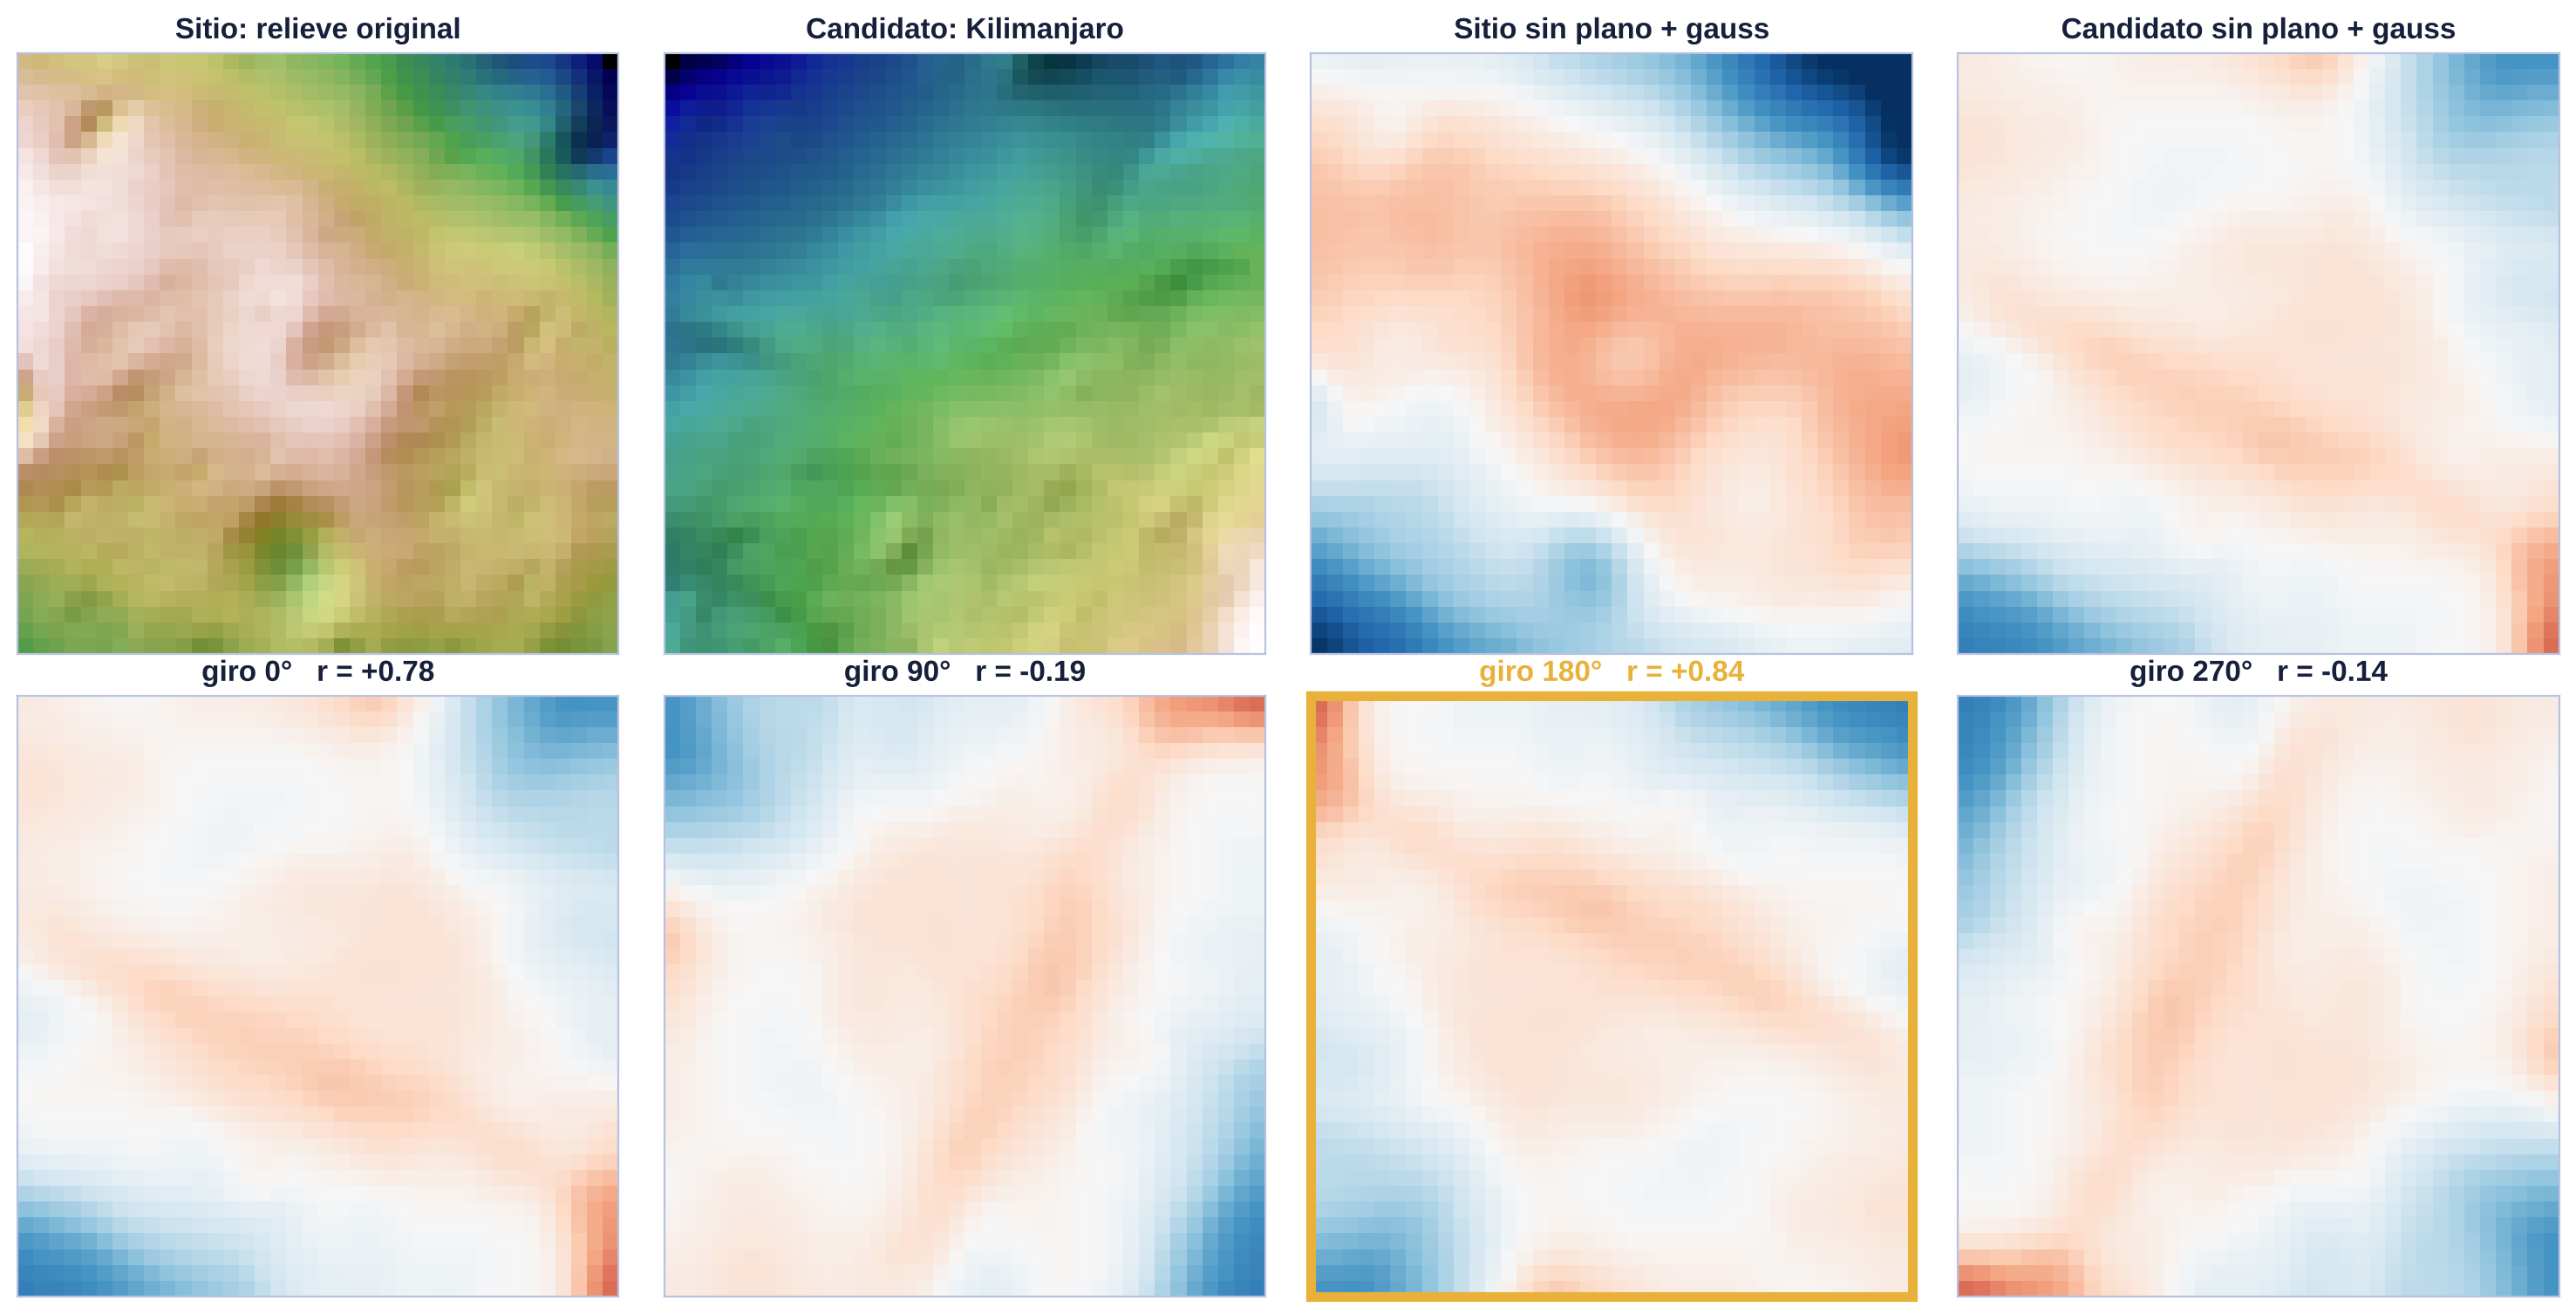 Sitio: relieve original
Candidato: Kilimanjaro
Sitio sin plano + gauss
Candidato sin plano + gauss
giro 0° r = +0.78
giro 90° r = -0.19
giro 180° r = +0.84
giro 270° r = -0.14